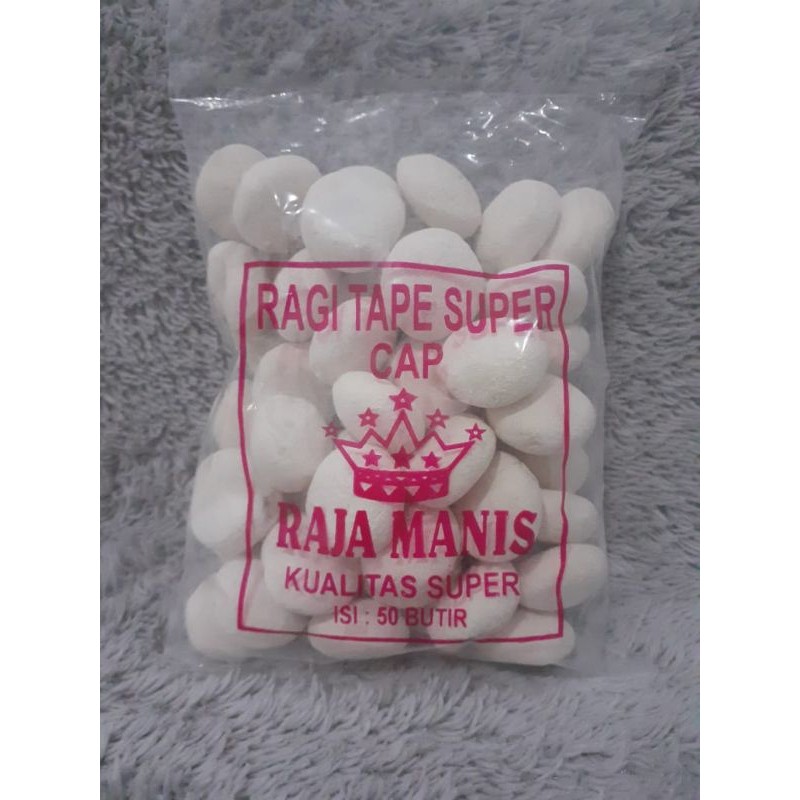 RAGI TAPE SUPER
CAP
RAJA MANIS
KUALITAS SUPER
ISI : 50 BUTIR